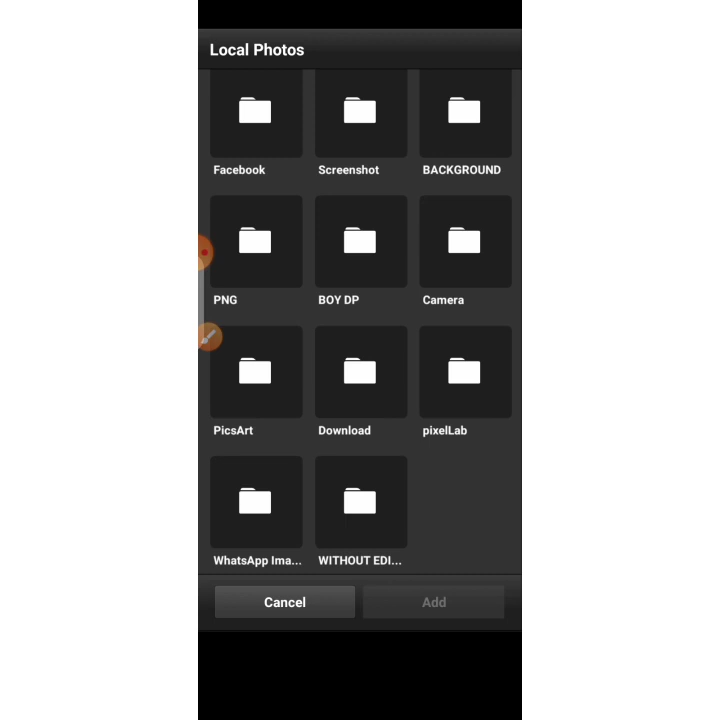 Local Photos
Facebook
Screenshot
BACKGROUND
PNG
BOY DP
Camera
PicsArt
Download
pixelLab
WhatsApp Ima...
WITHOUT EDI...
Cancel
Add